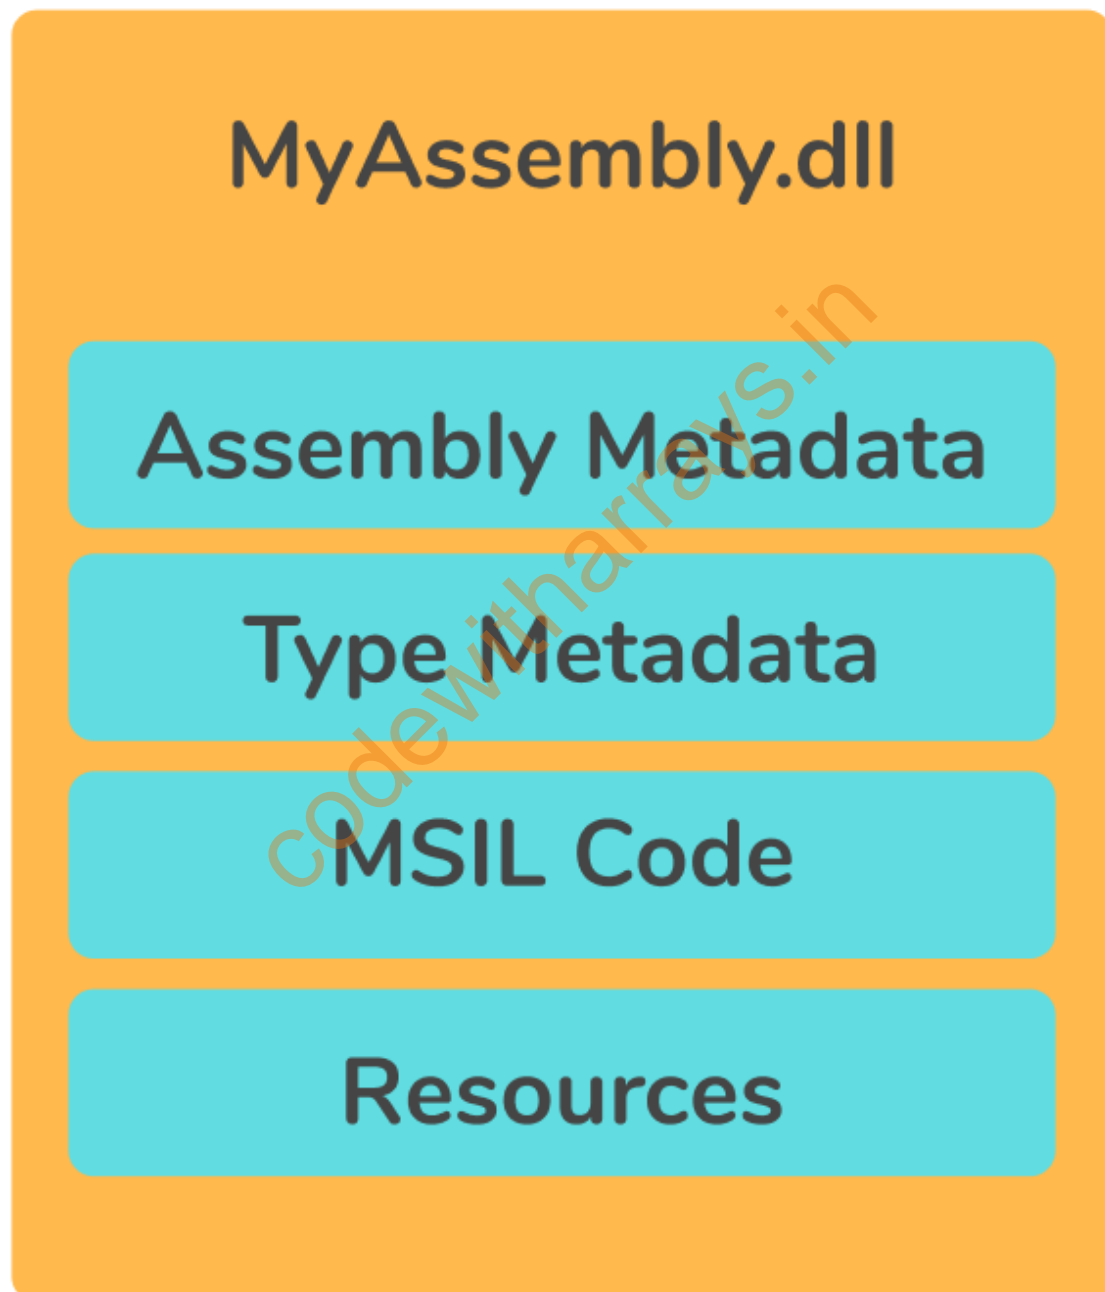 MyAssembly.dll
Assembly Metadata
Type Metadata
MSIL Code
Resources
codewitharrays.in